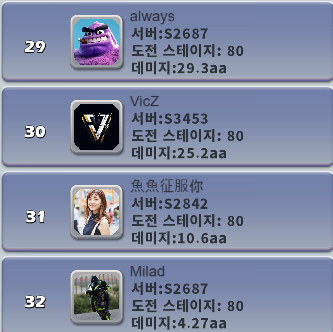 29
always
서버:S2687
도전 스테이지: 80
데미지:29.3aa
30
VicZ
서버:S3453
도전 스테이지: 80
데미지:25.2aa
31
魚魚征服你
서버:S2842
도전 스테이지: 80
데미지:10.6aa
32
Milad
서버:S2687
도전 스테이지: 80
데미지:4.27aa